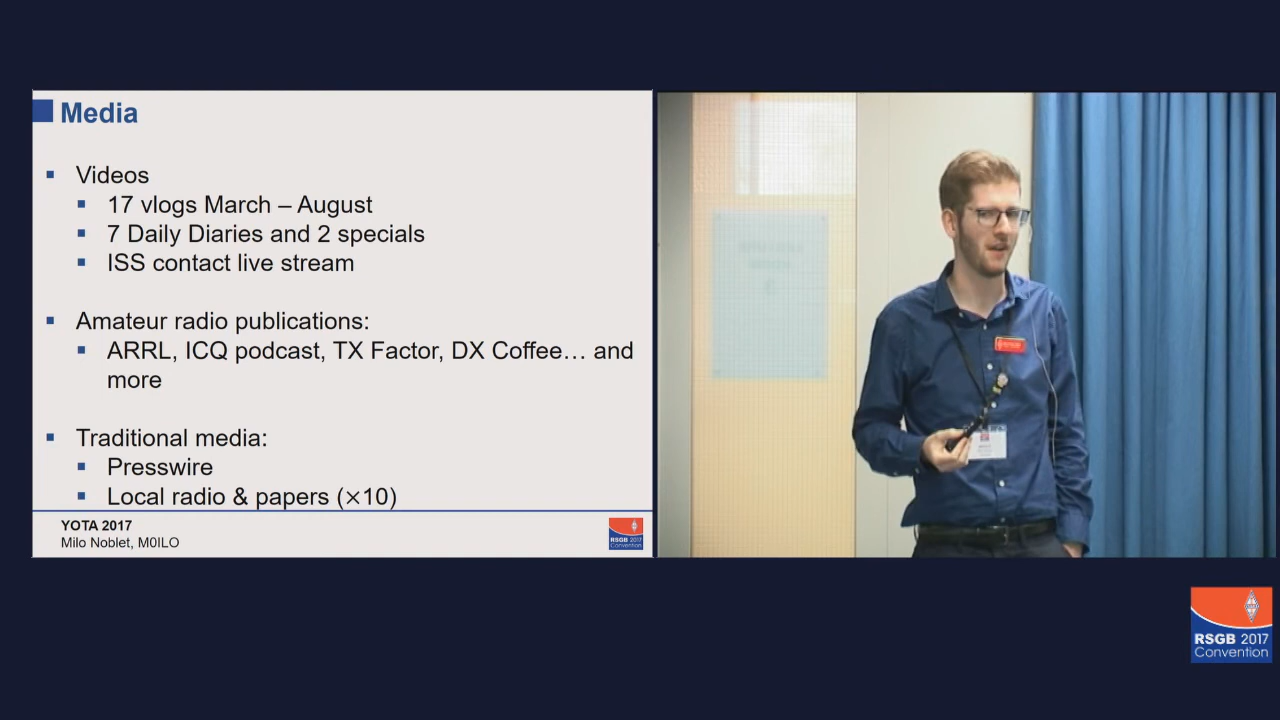 Media
Videos
17 vlogs March – August
7 Daily Diaries and 2 specials
ISS contact live stream
Amateur radio publications:
ARRL, ICQ podcast, TX Factor, DX Coffee… and
more
Traditional media:
Presswire
Local radio & papers (×10)
YOTA 2017
Milo Noblet, M0ILO
RSGB 2017
Convention
RSGB 2017
Convention